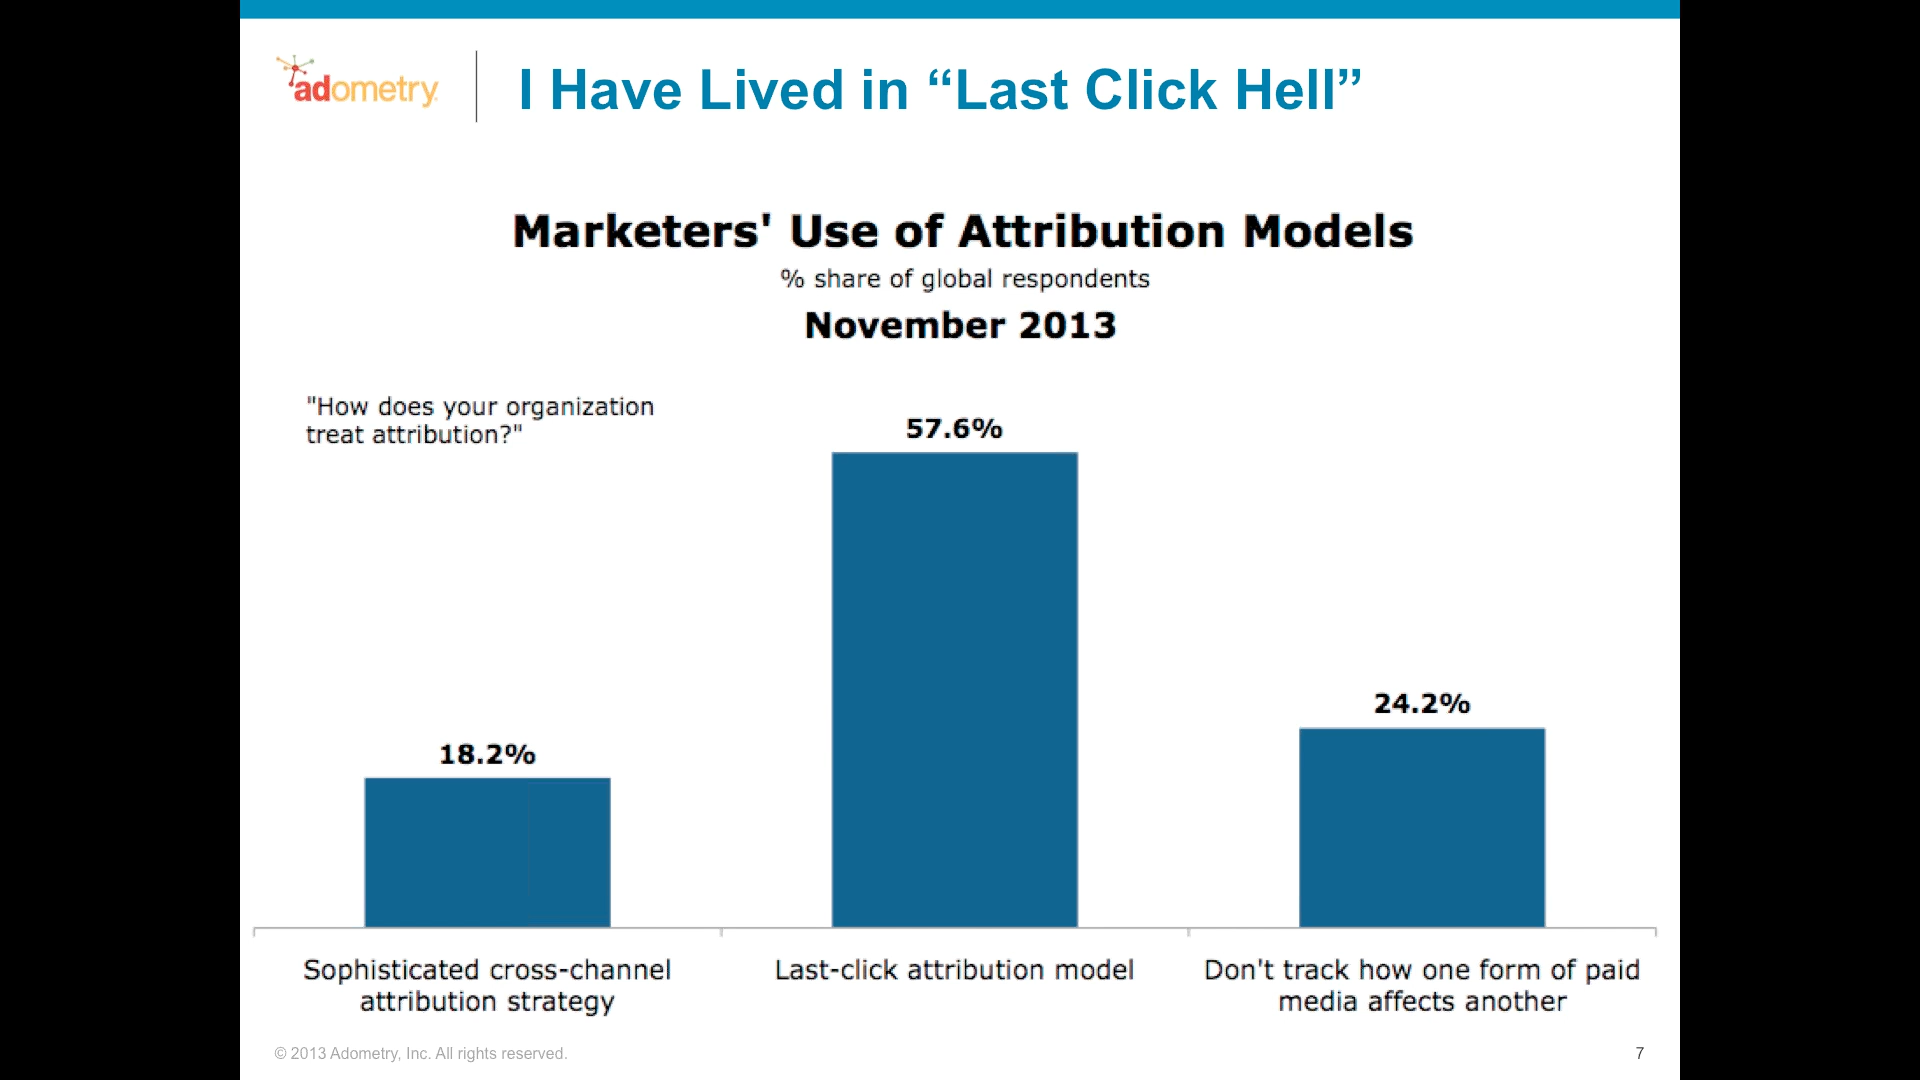 adometry
I Have Lived in “Last Click Hell”
Marketers' Use of Attribution Models
% share of global respondents
November 2013
"How does your organization
treat attribution?"
57.6%
24.2%
18.2%
Sophisticated cross-channel
attribution strategy
Last-click attribution model
Don't track how one form of paid
media affects another
© 2013 Adometry, Inc. All rights reserved.
7